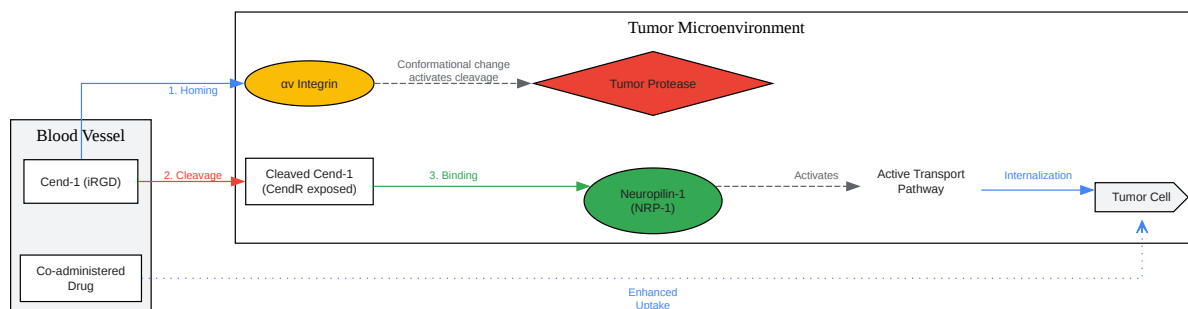 Tumor Microenvironment
Conformational change
activates cleavage
αv Integrin
Tumor Protease
1. Homing
Blood Vessel
Cend-1 (iRGD)
2. Cleavage
Cleaved Cend-1
(CendR exposed)
3. Binding
Neuropilin-1
(NRP-1)
Activates
Active Transport
Pathway
Internalization
Tumor Cell
Co-administered
Drug
Enhanced
Uptake